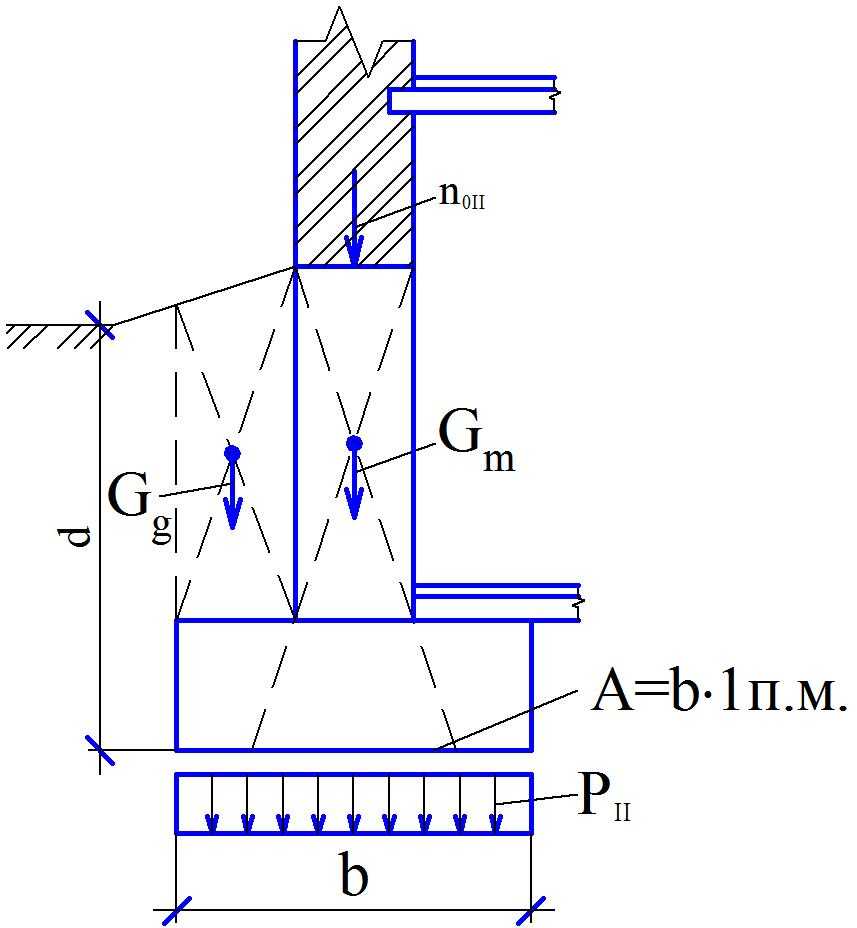 n0II
Gm
Gg
d
A=b·1п.м.
PII
b